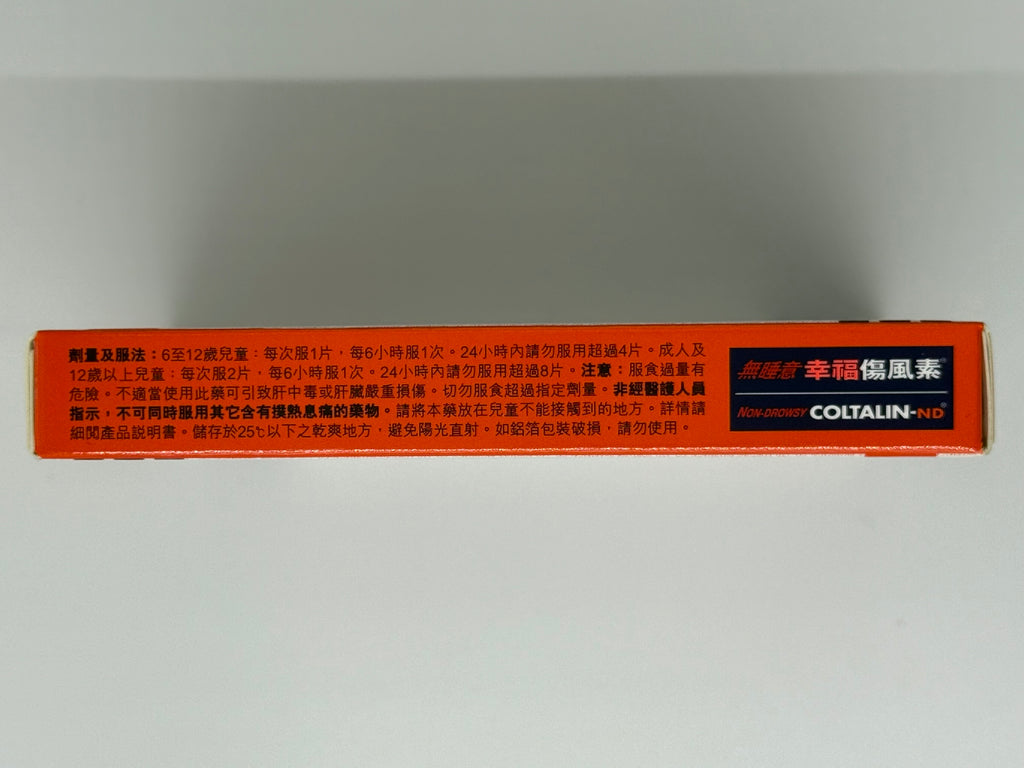 劑量及服法：6至12歲兒童：每次服1片，每6小時服1次。24小時內請勿服用超過4片。成人及
12歲以上兒童：每次服2片，每6小時服1次。24小時內請勿服用超過8片。注意：服食過量有
危險。不適當使用此藥可引致肝中毒或肝臟嚴重損傷。切勿服食超過指定劑量。非經醫護人員
指示，不可同時服用其它含有撲熱息痛的藥物。請將本藥放在兒童不能接觸到的地方。詳情請
細閱產品説明書。儲存於25℃以下之乾爽地方，避免陽光直射。如鋁箔包裝破損，請勿使用。
無睡意 幸福傷風素®
NON-DROWSY COLTALIN-ND®